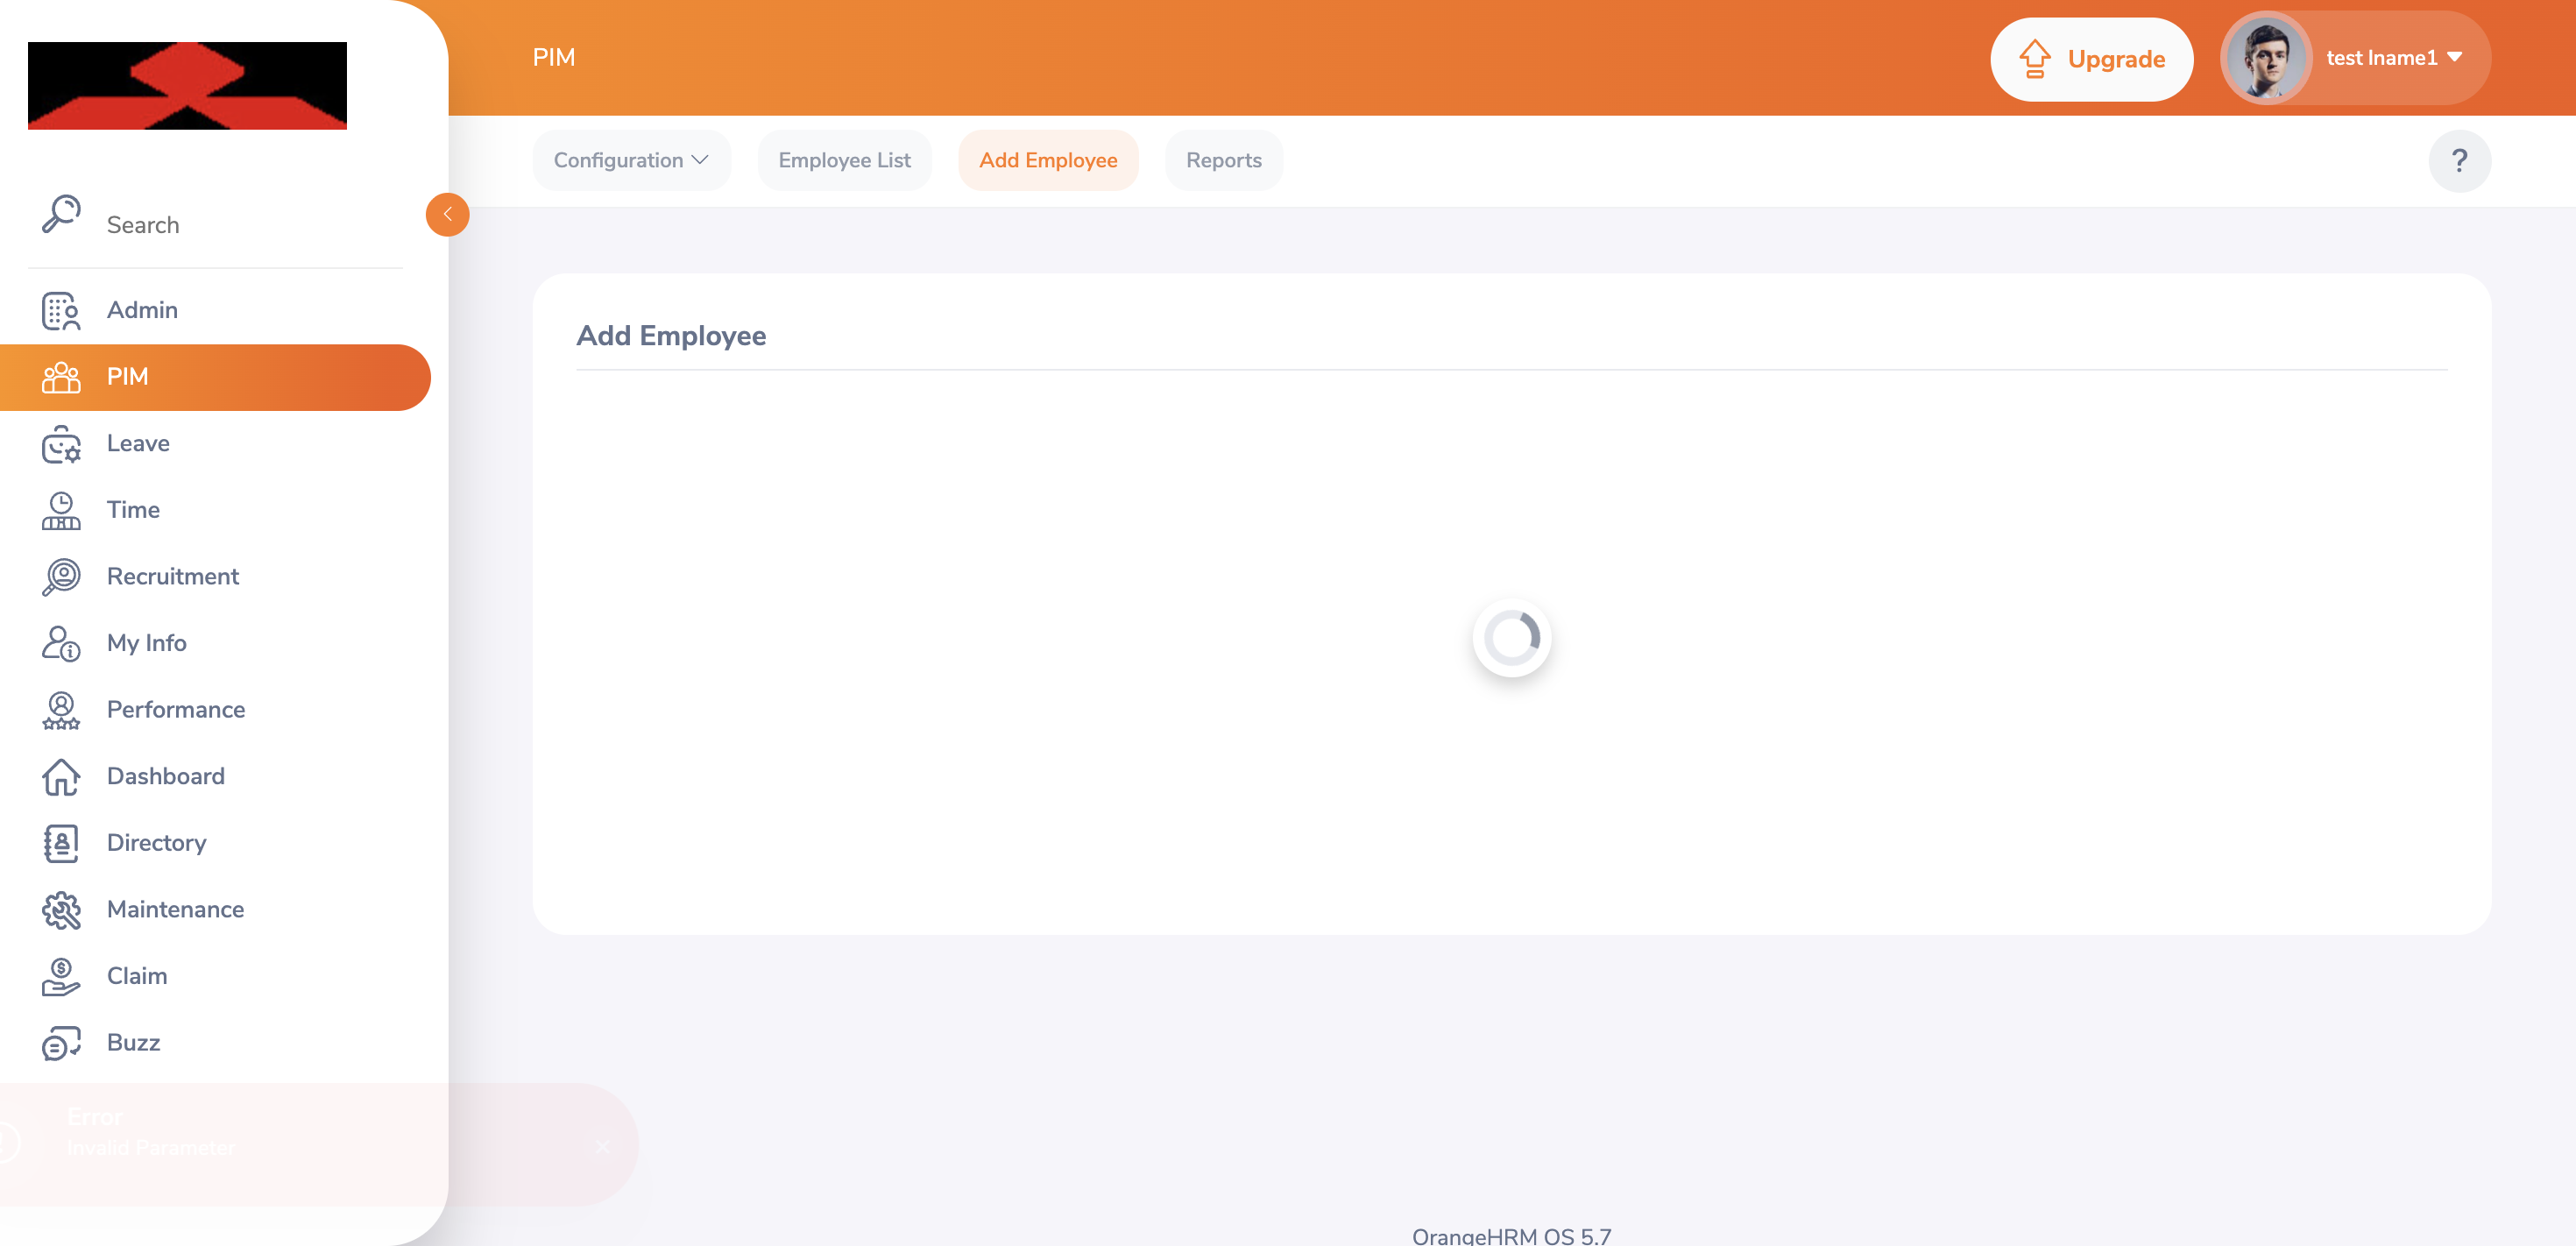 PIM
Upgrade
test lname1
Configuration
Employee List
Add Employee
Reports
?
Search
Admin
PIM
Leave
Time
Recruitment
My Info
Performance
Dashboard
Directory
Maintenance
Claim
Buzz
Add Employee
Error
Invalid Parameter
OrangeHRM OS 5.7